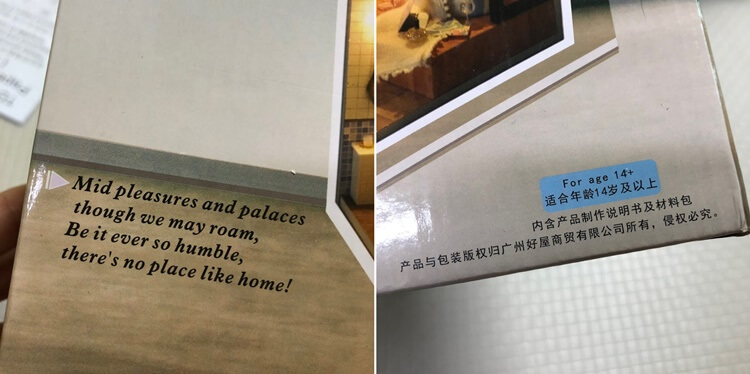 Mid pleasures and palaces
though we may roam,
Be it ever so humble,
there's no place like home!
For age 14+
适合年龄14岁及以上
内含产品制作说明书及材料包
产品与包装版权归广州好屋商贸有限公司所有，侵权必究。